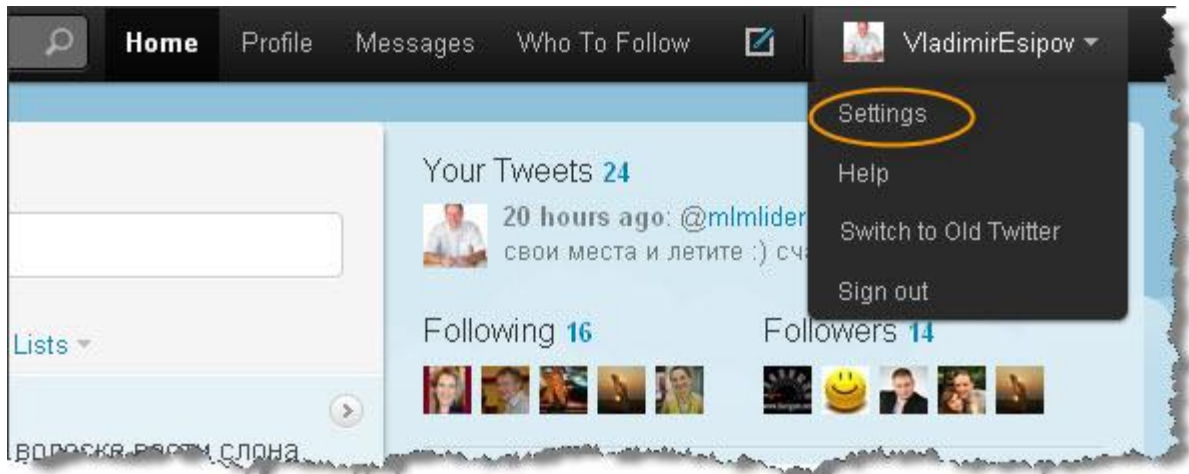 Home Profile Messages Who To Follow VladimirEsipov
Settings
Help
Switch to Old Twitter
Sign out
Your Tweets 24
20 hours ago: @mlmlider
свои места и летите :)
Following 16
Followers 14
Lists
слона